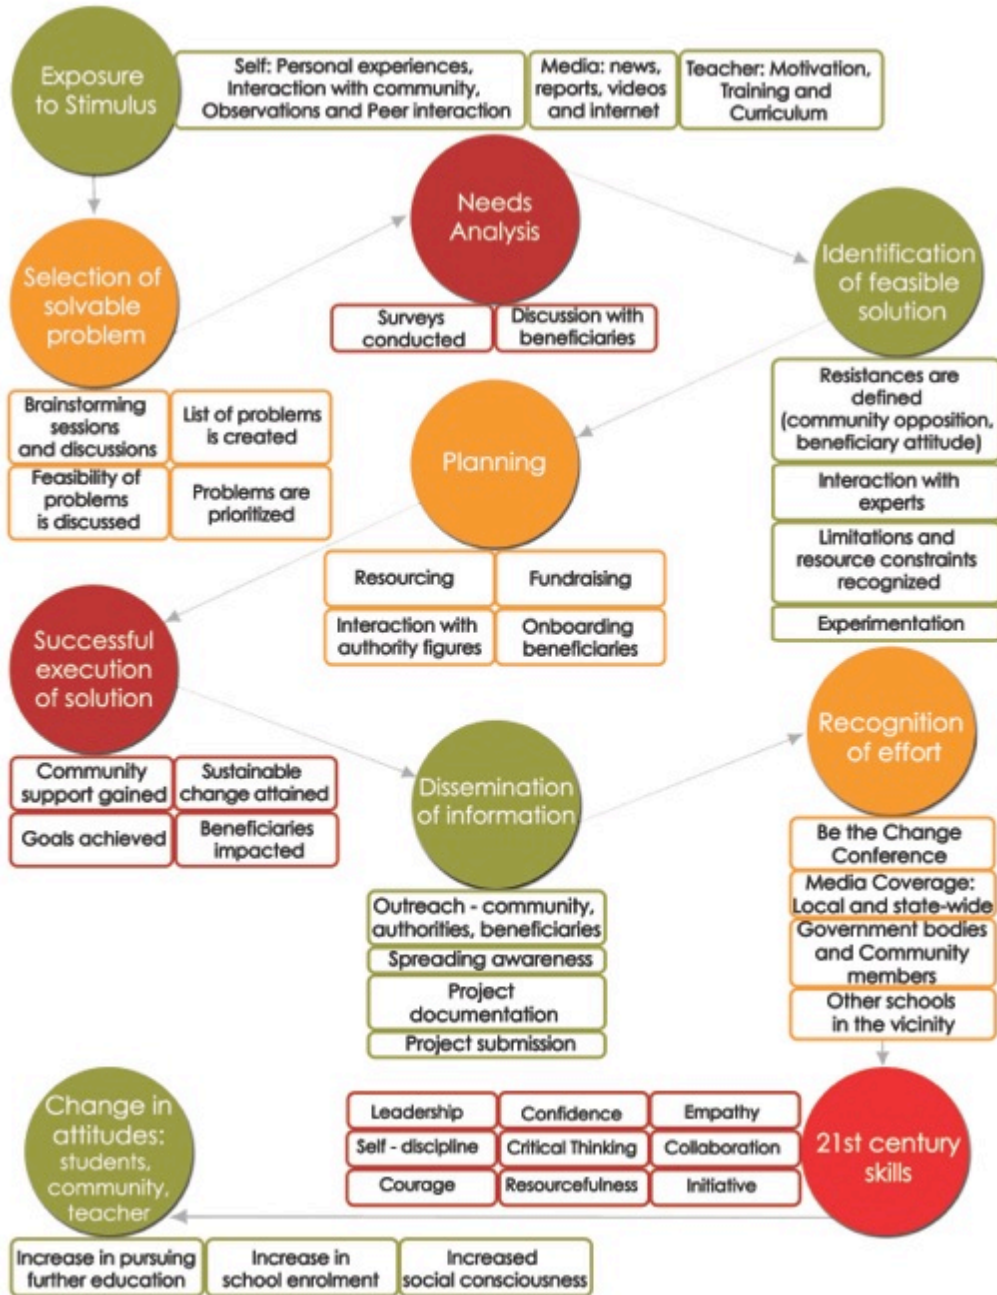 Exposure
to Stimulus
Self: Personal experiences,
Interaction with community,
Observations and Peer interaction
Media: news,
reports, videos
and internet
Teacher: Motivation,
Training and
Curriculum
Selection of
solvable
problem
Brainstorming
sessions
and discussions
List of problems
is created
Feasibility of
problems
is discussed
Problems are
prioritized
Needs
Analysis
Surveys
conducted
Discussion with
beneficiaries
Identification
of feasible
solution
Resistances are
defined
(community opposition,
beneficiary attitude)
Interaction with
experts
Limitations and
resource constraints
recognized
Experimentation
Planning
Resourcing
Fundraising
Interaction with
authority figures
Onboarding
beneficiaries
Successful
execution
of solution
Community
support gained
Sustainable
change attained
Goals achieved
Beneficiaries
impacted
Dissemination
of information
Outreach - community,
authorities, beneficiaries
Spreading awareness
Project
documentation
Project submission
Recognition
of effort
Be the Change
Conference
Media Coverage:
Local and state-wide
Government bodies
and Community
members
Other schools
in the vicinity
21st century
skills
Leadership
Confidence
Empathy
Self - discipline
Critical Thinking
Collaboration
Courage
Resourcefulness
Initiative
Change in
attitudes:
students,
community,
teacher
Increase in pursuing
further education
Increase in
school enrolment
Increased
social consciousness